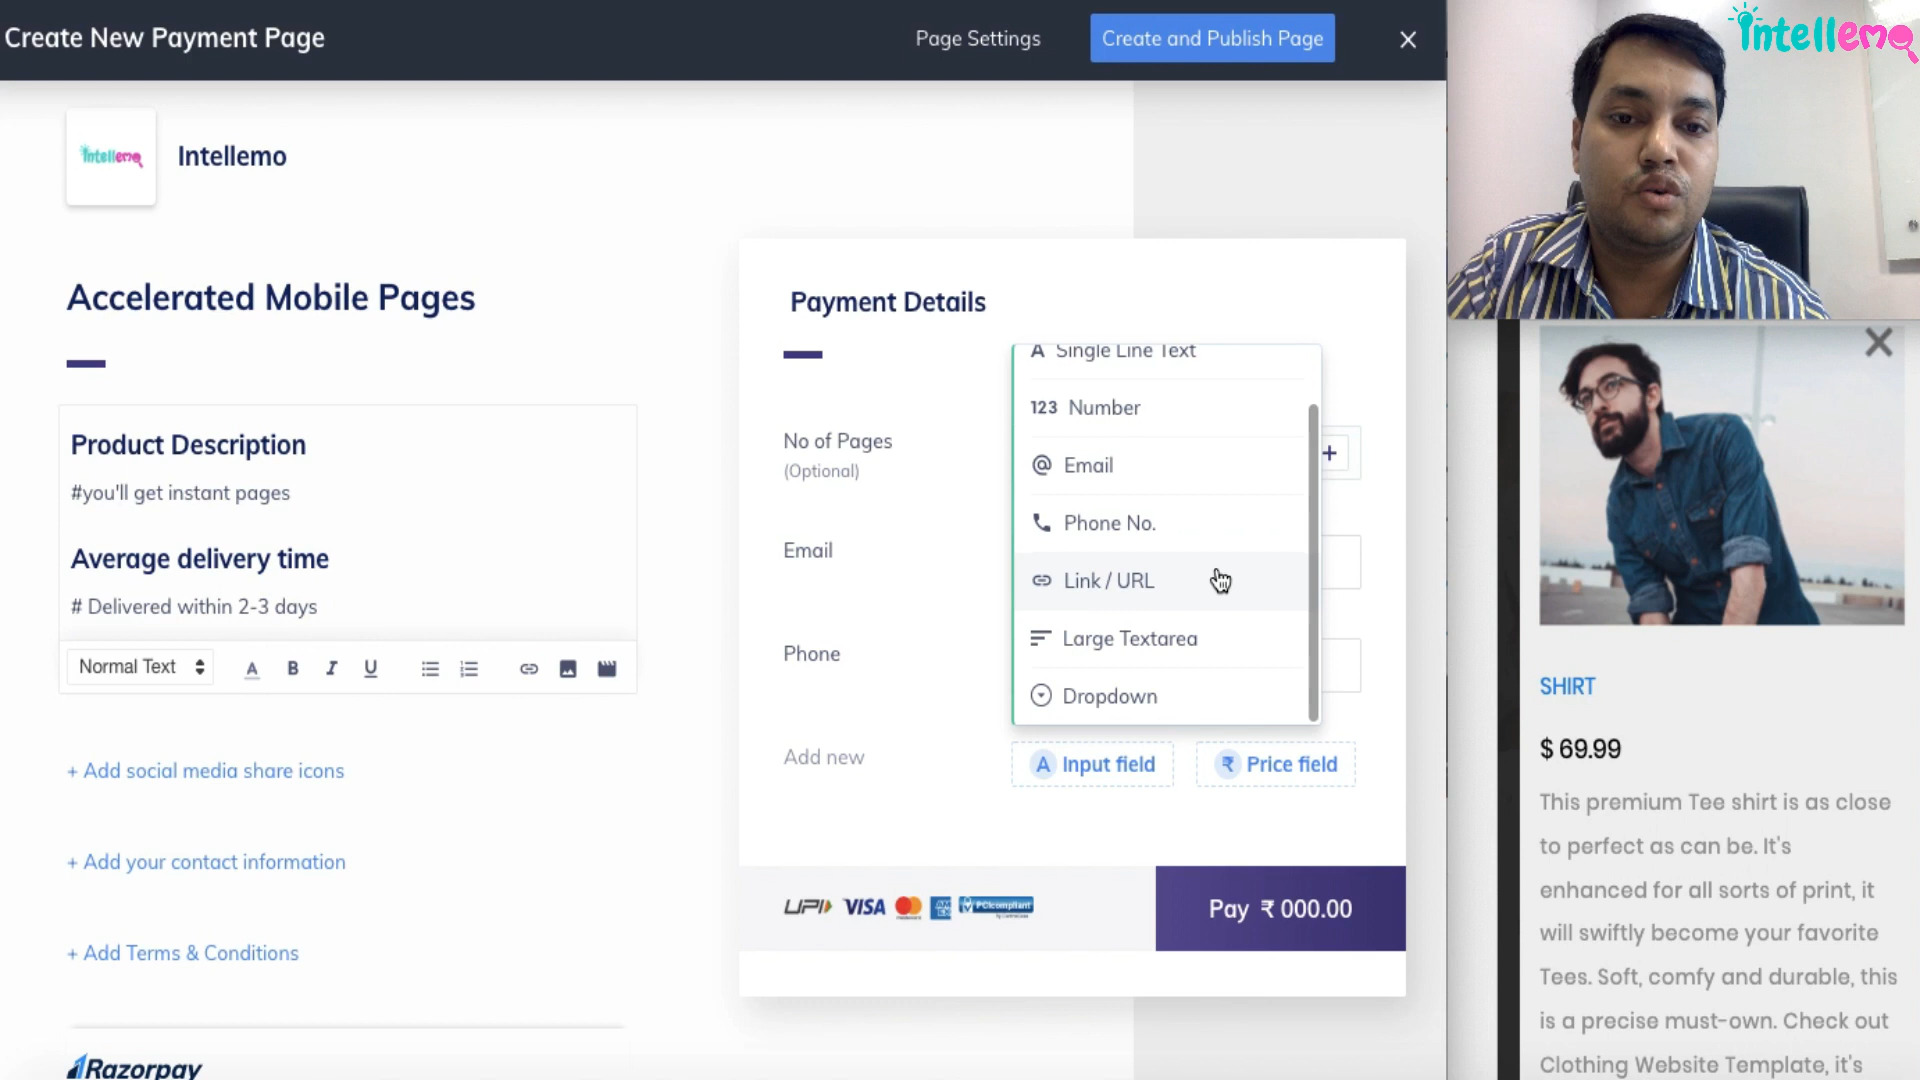 Create New Payment Page
Page Settings
Create and Publish Page
intellemo
intellemo
Intellemo
Accelerated Mobile Pages
Product Description
#you'll get instant pages
Average delivery time
# Delivered within 2-3 days
Normal Text
A B I U
+ Add social media share icons
+ Add your contact information
+ Add Terms & Conditions
Razorpay
Payment Details
No of Pages
(Optional)
+
Email
Phone
Add new
A Single Line Text
123 Number
@ Email
Phone No.
Link / URL
Large Textarea
Dropdown
A Input field
₹ Price field
UPI VISA mastercard AMEX PCIcompliant
Pay ₹ 000.00
SHIRT
$ 69.99
This premium Tee shirt is as close
to perfect as can be. It's
enhanced for all sorts of print, it
will swiftly become your favorite
Tees. Soft, comfy and durable, this
is a precise must-own. Check out
Clothing Website Template, it's